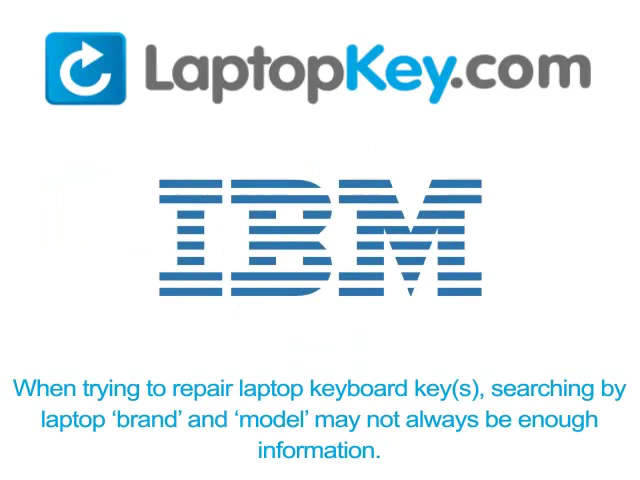 LaptopKey.com
IBM
When trying to repair laptop keyboard key(s), searching by
laptop ‘brand’ and ‘model’ may not always be enough
information.